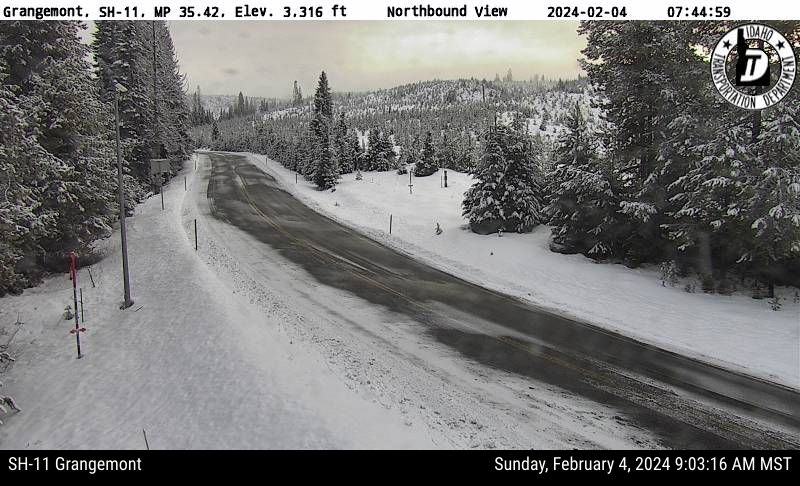 Grangemont, SH-11, MP 35.42, Elev. 3,316 ft Northbound View 2024-02-04 07:44:59
IDAHO
TRANSPORTATION DEPARTMENT
SH-11 Grangemont Sunday, February 4, 2024 9:03:16 AM MST